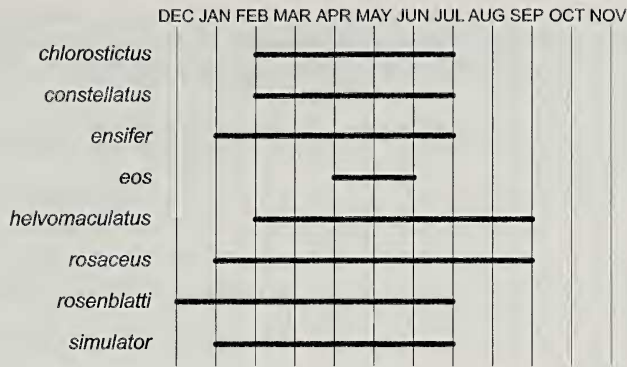 DEC JAN FEB MAR APR MAY JUN JUL AUG SEP OCT NOV
chlorostictus
constellatus
ensifer
eos
helvomaculatus
rosaceus
rosenblatti
simulator